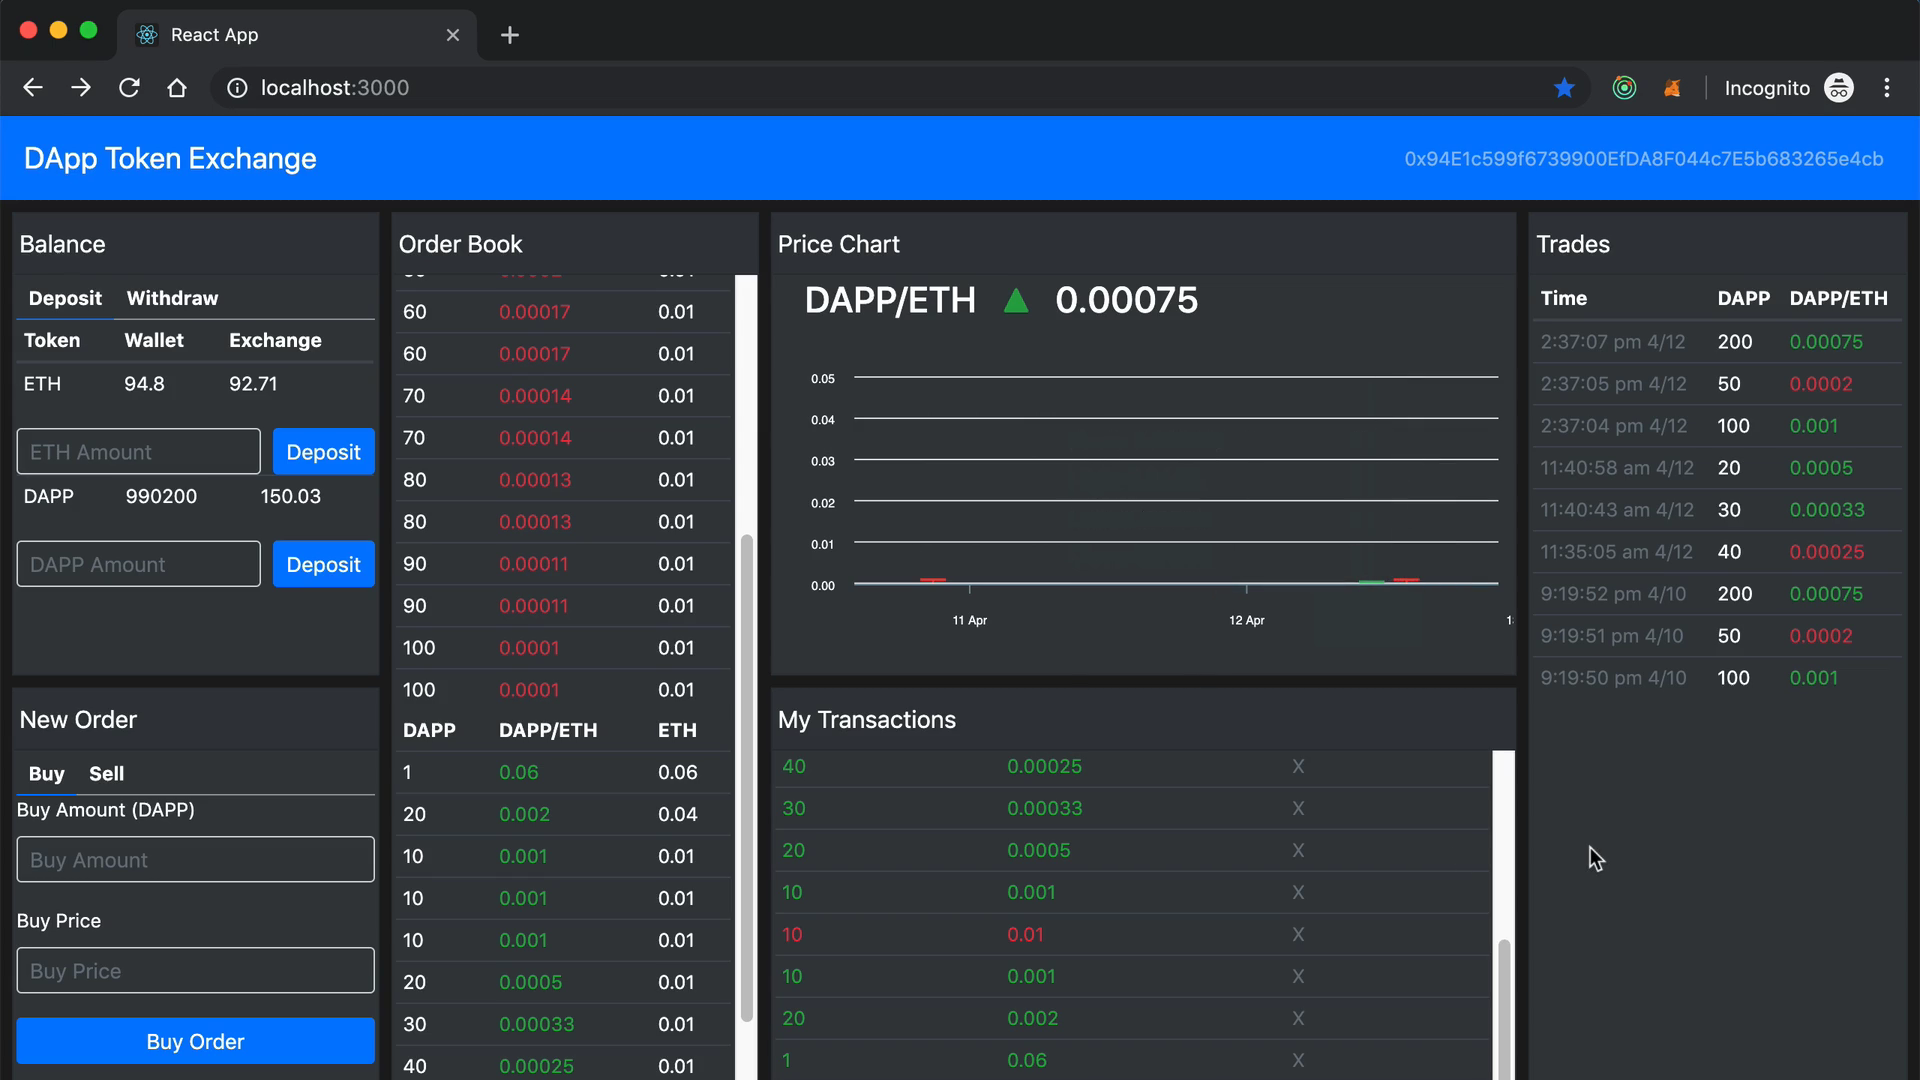 React App
localhost:3000
Incognito
DApp Token Exchange
0x94E1c599f6739900EfDA8F044c7E5b683265e4cb
Balance
Deposit Withdraw
Token Wallet Exchange
ETH 94.8 92.71
ETH Amount Deposit
DAPP 990200 150.03
DAPP Amount Deposit
New Order
Buy Sell
Buy Amount (DAPP)
Buy Amount
Buy Price
Buy Price
Buy Order
Order Book
60 0.00017 0.01
60 0.00017 0.01
70 0.00014 0.01
70 0.00014 0.01
80 0.00013 0.01
80 0.00013 0.01
90 0.00011 0.01
90 0.00011 0.01
100 0.0001 0.01
100 0.0001 0.01
DAPP DAPP/ETH ETH
1 0.06 0.06
20 0.002 0.04
10 0.001 0.01
10 0.001 0.01
10 0.001 0.01
20 0.0005 0.01
30 0.00033 0.01
40 0.00025 0.01
Price Chart
DAPP/ETH ▲ 0.00075
0.05
0.04
0.03
0.02
0.01
0.00
11 Apr 12 Apr
My Transactions
40 0.00025 X
30 0.00033 X
20 0.0005 X
10 0.001 X
10 0.01 X
10 0.001 X
20 0.002 X
1 0.06 X
Trades
Time DAPP DAPP/ETH
2:37:07 pm 4/12 200 0.00075
2:37:05 pm 4/12 50 0.0002
2:37:04 pm 4/12 100 0.001
11:40:58 am 4/12 20 0.0005
11:40:43 am 4/12 30 0.00033
11:35:05 am 4/12 40 0.00025
9:19:52 pm 4/10 200 0.00075
9:19:51 pm 4/10 50 0.0002
9:19:50 pm 4/10 100 0.001